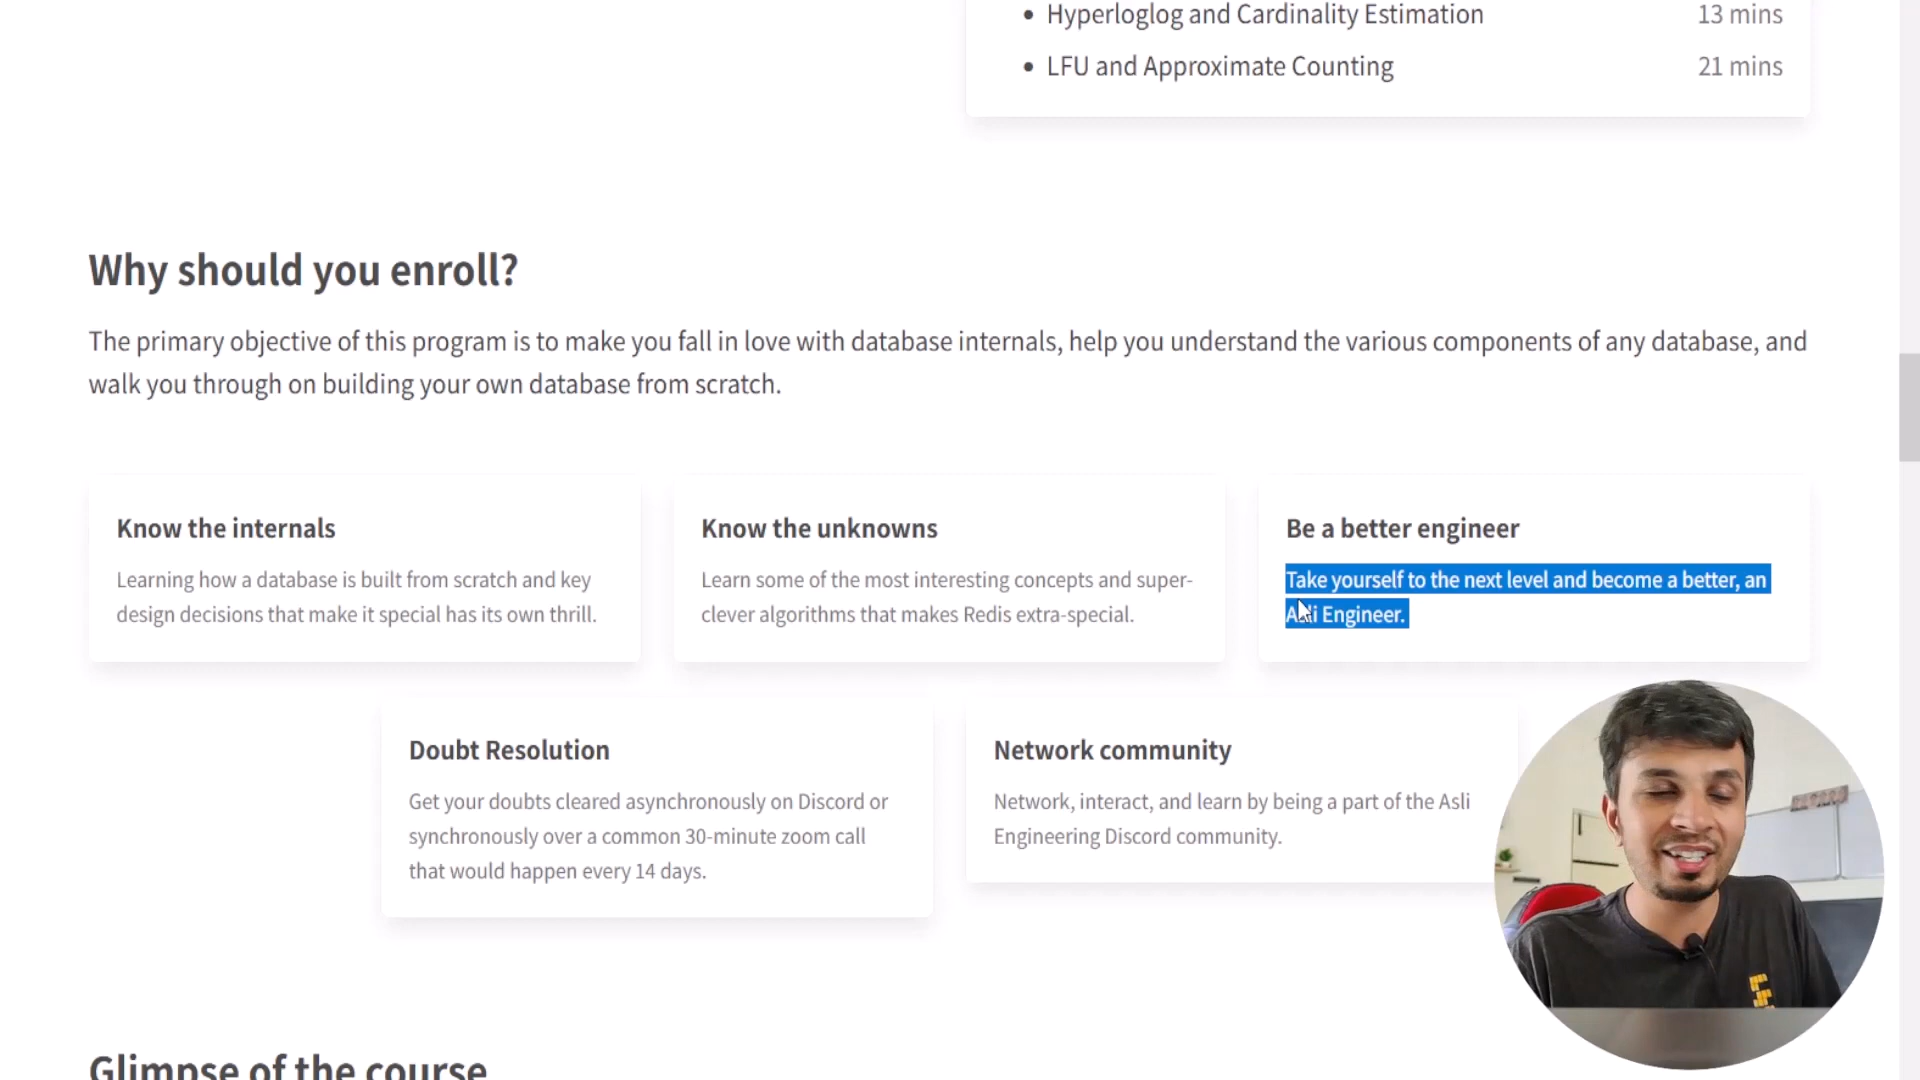 Hyperloglog and Cardinality Estimation 13 mins
LFU and Approximate Counting 21 mins
Why should you enroll?
The primary objective of this program is to make you fall in love with database internals, help you understand the various components of any database, and
walk you through on building your own database from scratch.
Know the internals
Learning how a database is built from scratch and key
design decisions that make it special has its own thrill.
Know the unknowns
Learn some of the most interesting concepts and super-
clever algorithms that makes Redis extra-special.
Be a better engineer
Take yourself to the next level and become a better, an
Asli Engineer.
Doubt Resolution
Get your doubts cleared asynchronously on Discord or
synchronously over a common 30-minute zoom call
that would happen every 14 days.
Network community
Network, interact, and learn by being a part of the Asli
Engineering Discord community.
Glimpse of the course